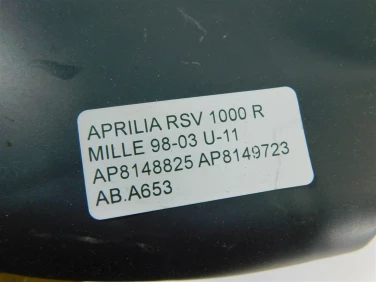 APRILIA RSV 1000 R
MILLE 98-03 U-11
AP8148825 AP8149723
AB.A653